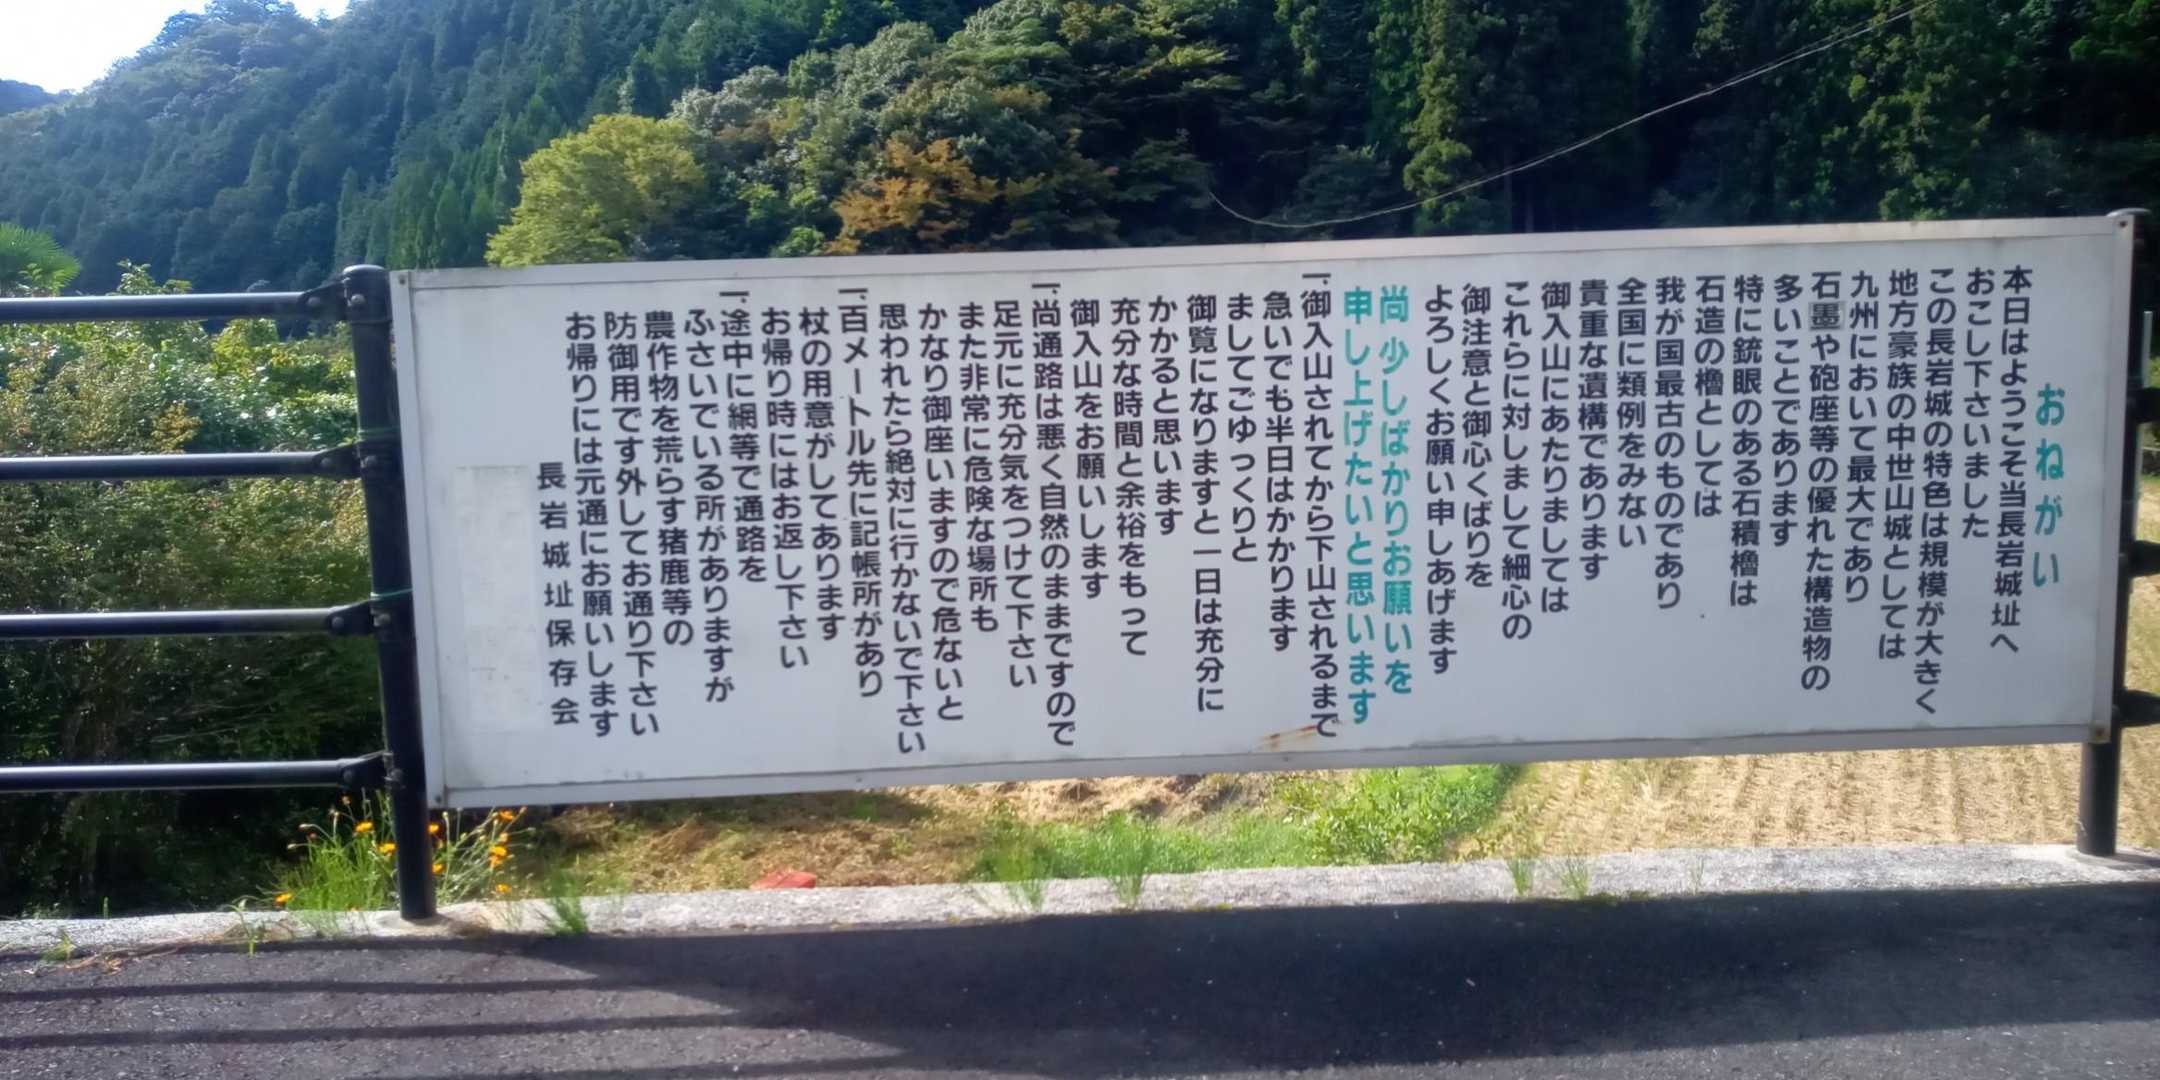 おねがい
本日はようこそ当長岩城址へ
おこし下さいました
この長岩城の特色は規模が大きく
地方豪族の中世山城としては
九州において最大であり
石墨や砲座等の優れた構造物の
多いことであります
特に銃眼のある石積櫓は
石造の櫓としては
我が国最古のものであり
全国に類例をみない
貴重な遺構であります
御入山にあたりましては
これらに対しまして細心の
御注意と御心くばりを
よろしくお願い申しあげます
尚少しばかりお願いを
申し上げたいと思います
一、御入山されてから下山されるまで
急いでも半日はかかります
ましてごゆっくりと
御覧になりますと一日は充分に
かかると思います
充分な時間と余裕をもって
御入山をお願いします
一、尚通路は悪く自然のままですので
足元に充分気をつけて下さい
また非常に危険な場所も
かなり御座いますので危ないと
思われたら絶対に行かないで下さい
一、百メートル先に記帳所があり
杖の用意がしてあります
お帰り時にはお返し下さい
一、途中に網等で通路を
ふさいでいる所がありますが
農作物を荒らす猪鹿等の
防御用です外してお通り下さい
お帰りには元通にお願いします
長岩城址保存会